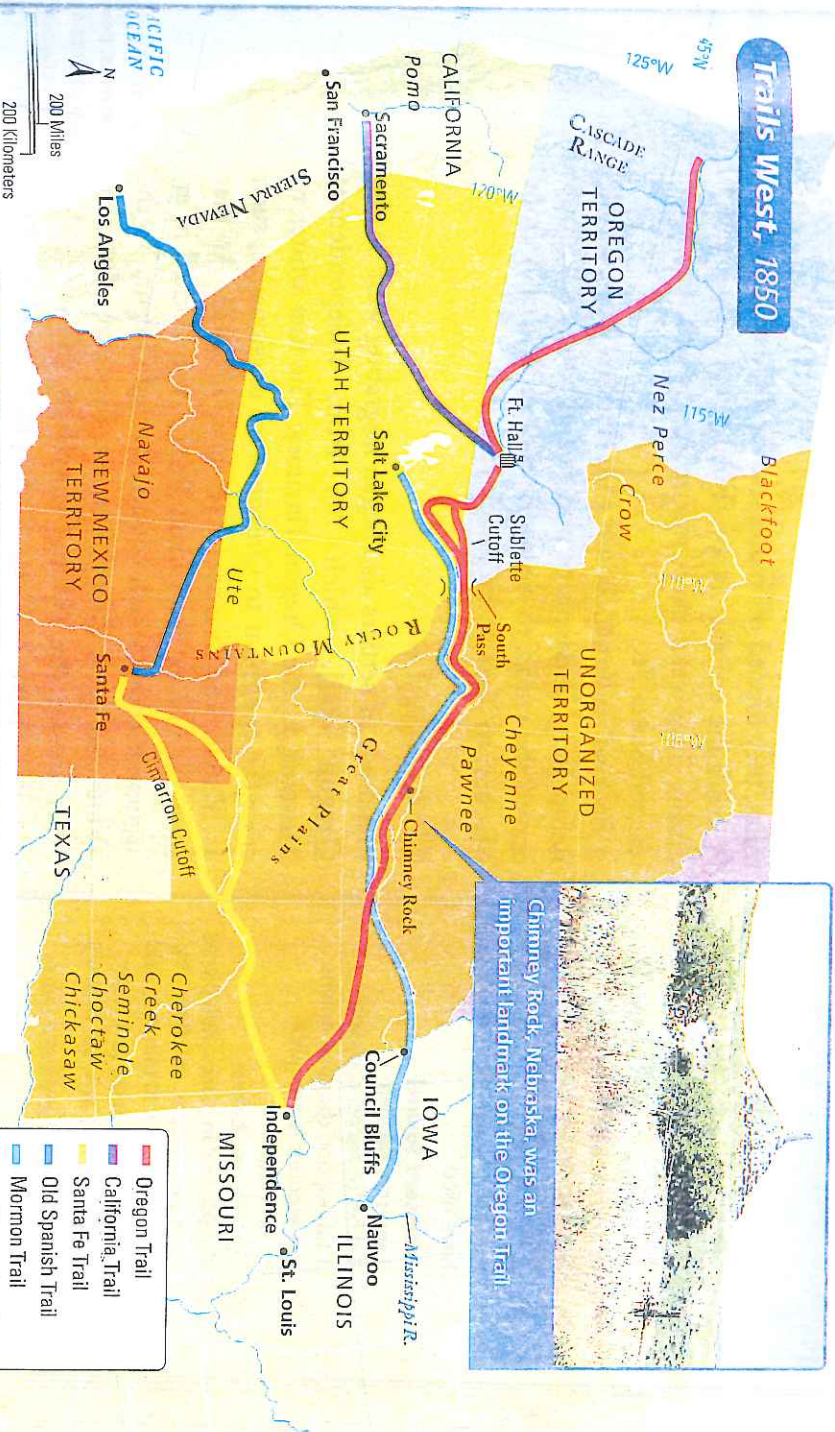 Trails West, 1850
45°N
125°W
120°W
115°W
110°W
105°W
CASCADE
RANGE
OREGON
TERRITORY
Nez Perce
Blackfoot
Crow
Ft. Hall
Sublette
Cutoff
South
Pass
UNORGANIZED
TERRITORY
Cheyenne
Pawnee
Chimney Rock
Chimney Rock, Nebraska, was an
important landmark on the Oregon Trail.
CALIFORNIA
Pomo
Sacramento
San Francisco
SIERRA NEVADA
UTAH TERRITORY
Salt Lake City
ROCKY MOUNTAINS
Great Plains
Ute
IOWA
Council Bluffs
Nauvoo
Mississippi R.
ILLINOIS
Independence
St. Louis
MISSOURI
PACIFIC
OCEAN
Los Angeles
Navajo
NEW MEXICO
TERRITORY
Santa Fe
Cimarron Cutoff
TEXAS
Cherokee
Creek
Seminole
Choctaw
Chickasaw
N
200 Miles
200 Kilometers
Oregon Trail
California Trail
Santa Fe Trail
Old Spanish Trail
Mormon Trail